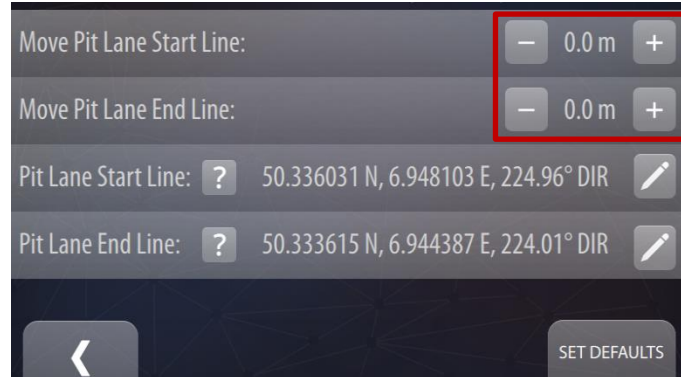 Move Pit Lane Start Line: − 0.0 m +
Move Pit Lane End Line: − 0.0 m +
Pit Lane Start Line: ? 50.336031 N, 6.948103 E, 224.96° DIR
Pit Lane End Line: ? 50.333615 N, 6.944387 E, 224.01° DIR
SET DEFAULTS